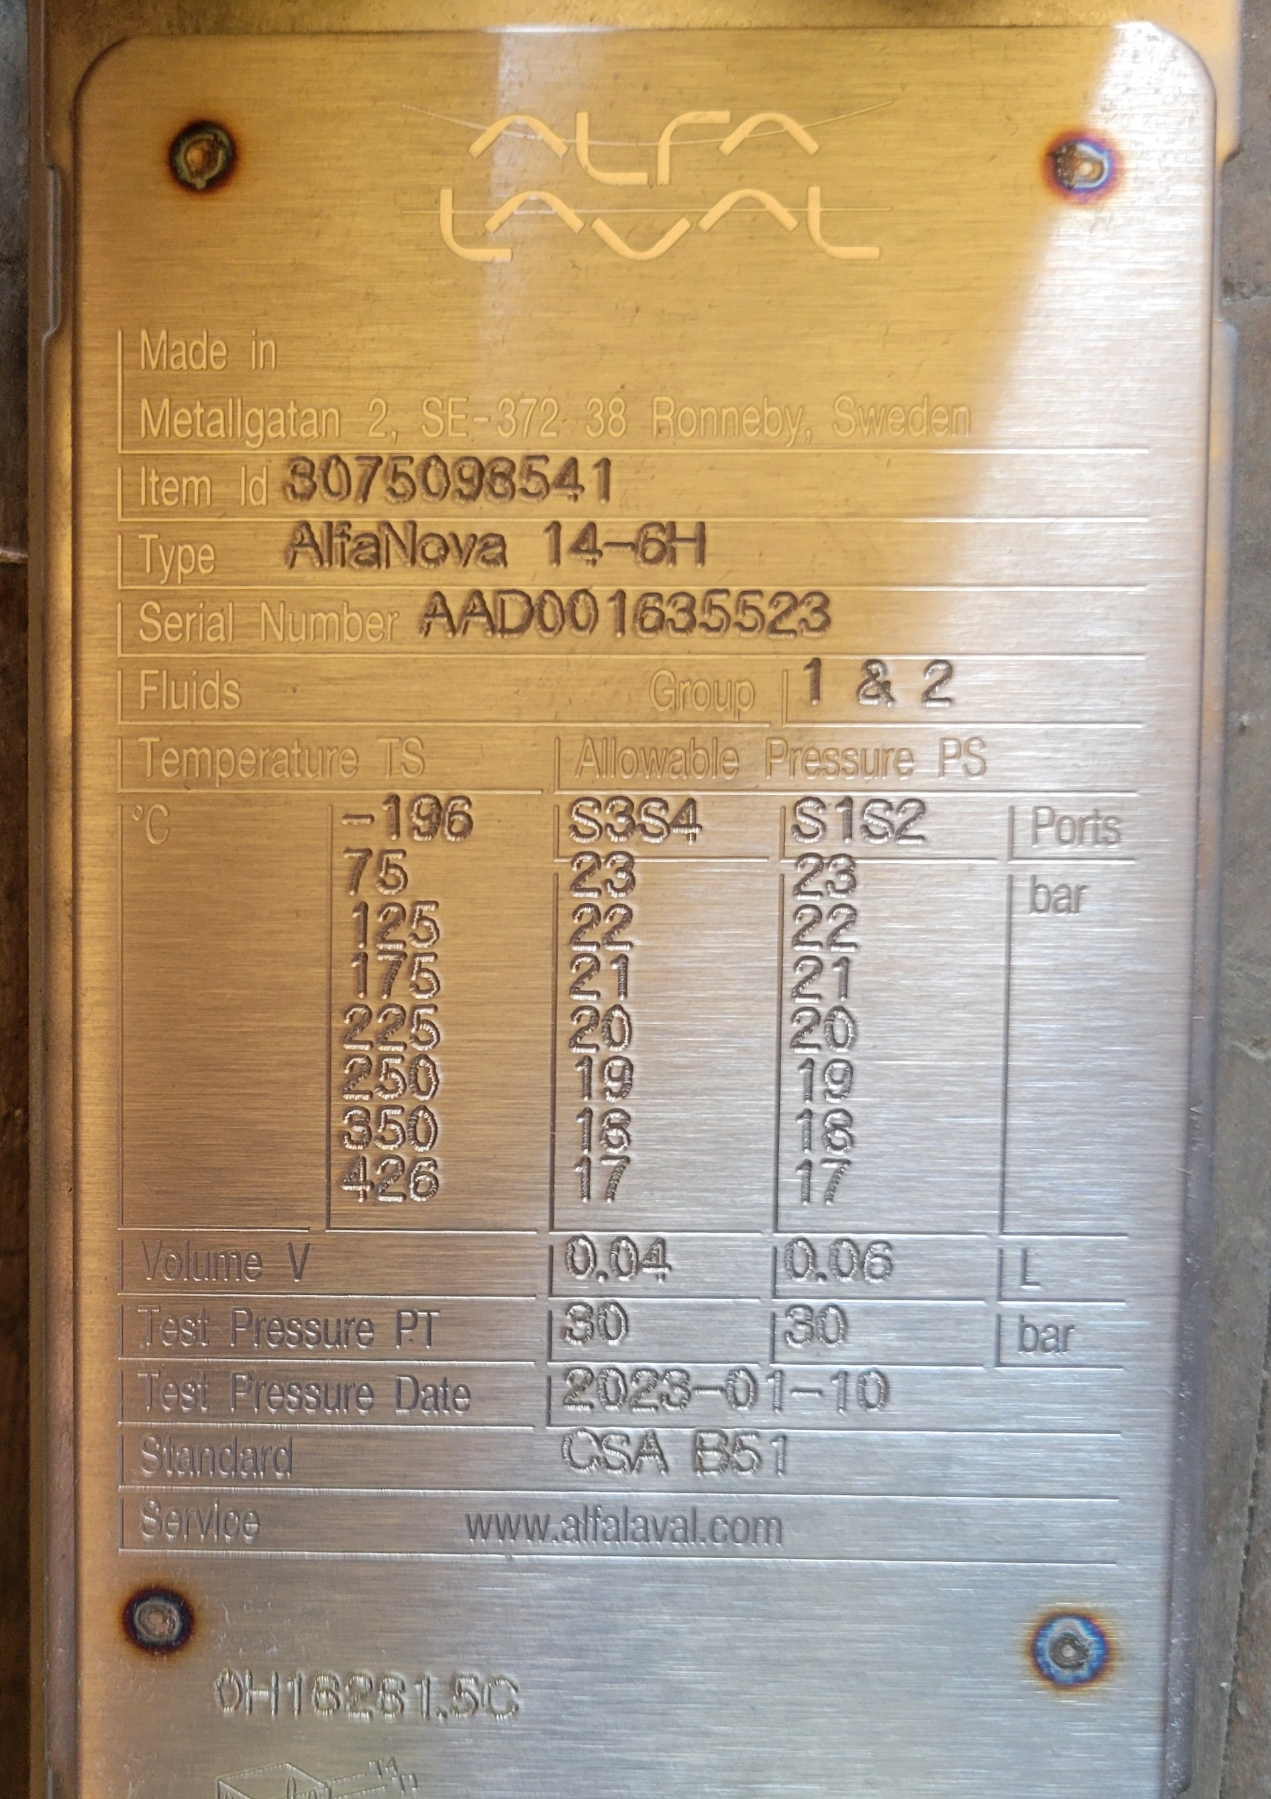 ALFA
LAVAL
Made in
Metallgatan 2, SE-372 38 Ronneby, Sweden
Item Id 3075098541
Type AlfaNova 14-6H
Serial Number AAD001635523
Fluids Group 1 & 2
Temperature TS Allowable Pressure PS
°C -196 S3S4 S1S2 Ports
75 23 23 bar
125 22 22
175 21 21
225 20 20
250 19 19
350 18 18
426 17 17
Volume V 0.04 0.06 L
Test Pressure PT 30 30 bar
Test Pressure Date 2023-01-10
Standard CSA B51
Service www.alfalaval.com
0H18281.5C